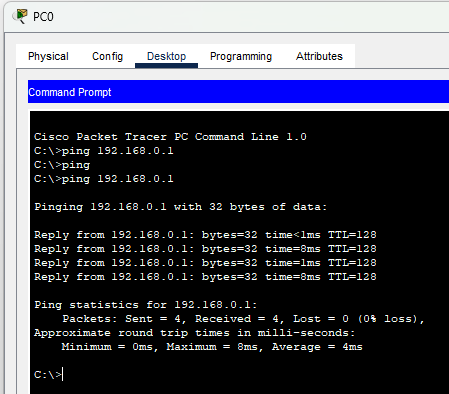 PC0
Physical Config Desktop Programming Attributes
Command Prompt
Cisco Packet Tracer PC Command Line 1.0
C:\>ping 192.168.0.1
C:\>ping
C:\>ping 192.168.0.1
Pinging 192.168.0.1 with 32 bytes of data:
Reply from 192.168.0.1: bytes=32 time<1ms TTL=128
Reply from 192.168.0.1: bytes=32 time=8ms TTL=128
Reply from 192.168.0.1: bytes=32 time=1ms TTL=128
Reply from 192.168.0.1: bytes=32 time=8ms TTL=128
Ping statistics for 192.168.0.1:
    Packets: Sent = 4, Received = 4, Lost = 0 (0% loss),
Approximate round trip times in milli-seconds:
    Minimum = 0ms, Maximum = 8ms, Average = 4ms
C:\>